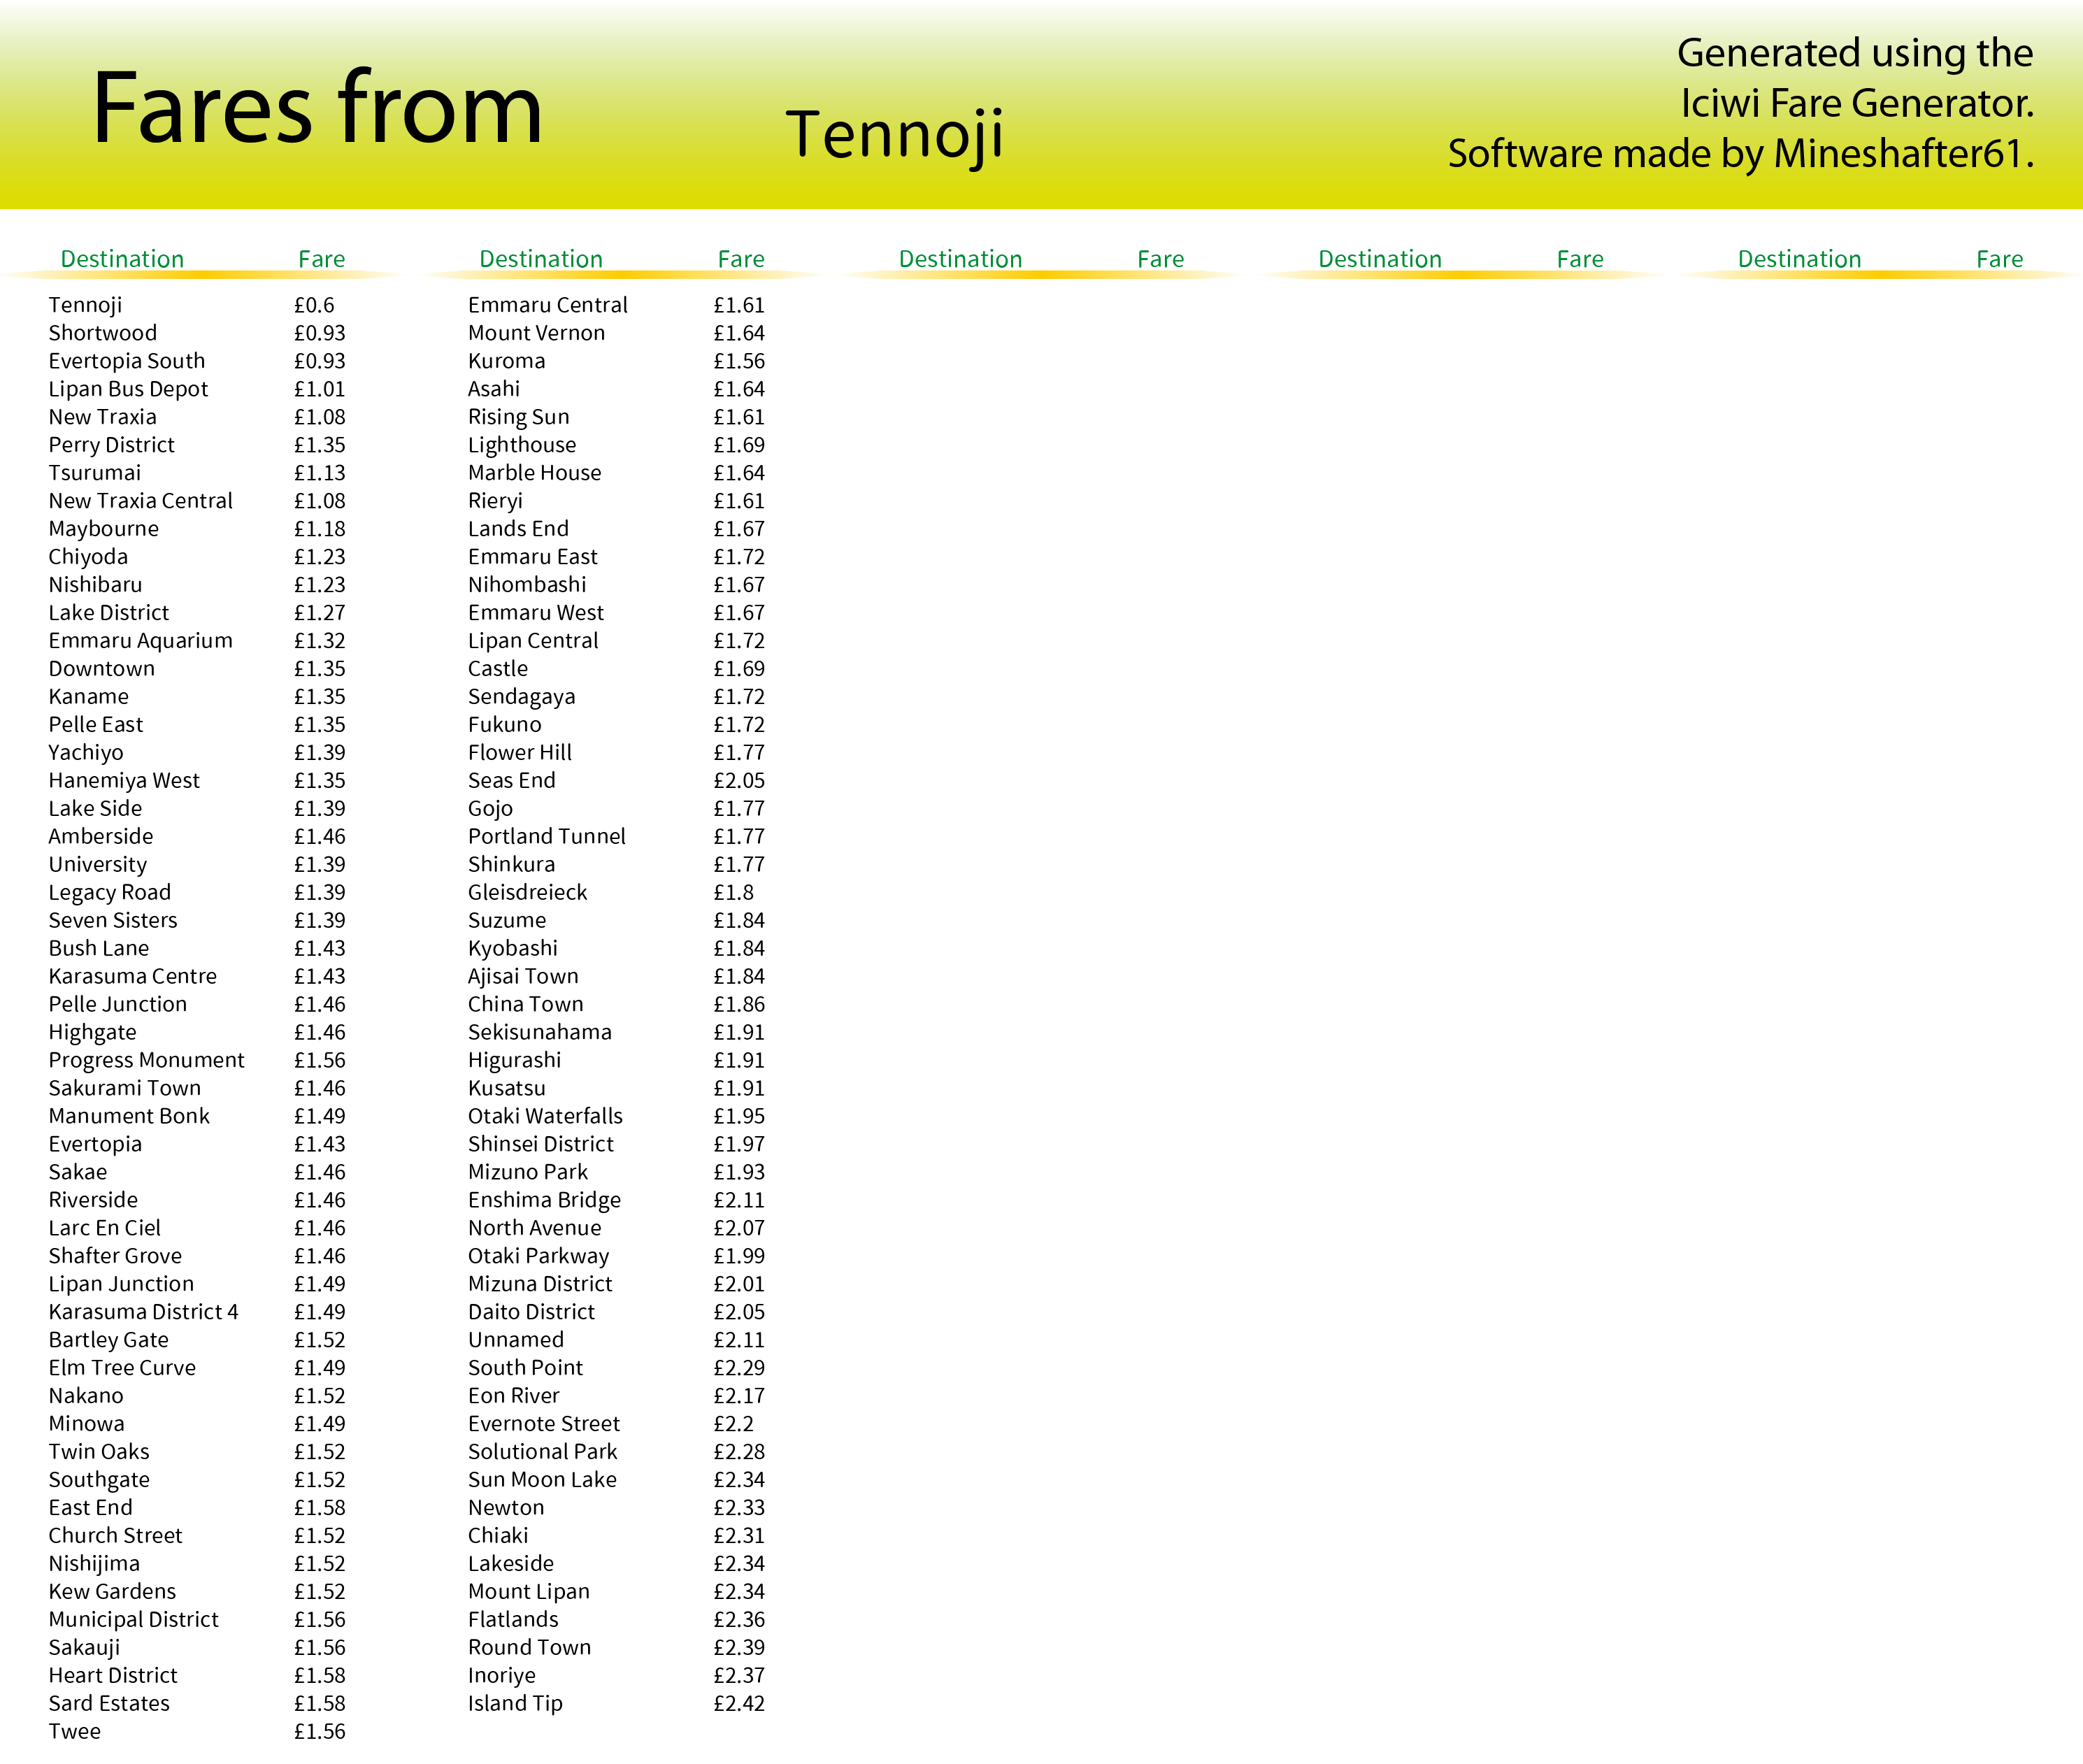 Fares from
Tennoji
Generated using the
Iciwi Fare Generator.
Software made by Mineshafter61.
Destination Fare Destination Fare Destination Fare Destination Fare Destination Fare
Tennoji £0.6
Shortwood £0.93
Evertopia South £0.93
Lipan Bus Depot £1.01
New Traxia £1.08
Perry District £1.35
Tsurumai £1.13
New Traxia Central £1.08
Maybourne £1.18
Chiyoda £1.23
Nishibaru £1.23
Lake District £1.27
Emmaru Aquarium £1.32
Downtown £1.35
Kaname £1.35
Pelle East £1.35
Yachiyo £1.39
Hanemiya West £1.35
Lake Side £1.39
Amberside £1.46
University £1.39
Legacy Road £1.39
Seven Sisters £1.39
Bush Lane £1.43
Karasuma Centre £1.43
Pelle Junction £1.46
Highgate £1.46
Progress Monument £1.56
Sakurami Town £1.46
Manument Bonk £1.49
Evertopia £1.43
Sakae £1.46
Riverside £1.46
Larc En Ciel £1.46
Shafter Grove £1.46
Lipan Junction £1.49
Karasuma District 4 £1.49
Bartley Gate £1.52
Elm Tree Curve £1.49
Nakano £1.52
Minowa £1.49
Twin Oaks £1.52
Southgate £1.52
East End £1.58
Church Street £1.52
Nishijima £1.52
Kew Gardens £1.52
Municipal District £1.56
Sakauji £1.56
Heart District £1.58
Sard Estates £1.58
Twee £1.56
Emmaru Central £1.61
Mount Vernon £1.64
Kuroma £1.56
Asahi £1.64
Rising Sun £1.61
Lighthouse £1.69
Marble House £1.64
Rieryi £1.61
Lands End £1.67
Emmaru East £1.72
Nihombashi £1.67
Emmaru West £1.67
Lipan Central £1.72
Castle £1.69
Sendagaya £1.72
Fukuno £1.72
Flower Hill £1.77
Seas End £2.05
Gojo £1.77
Portland Tunnel £1.77
Shinkura £1.77
Gleisdreieck £1.8
Suzume £1.84
Kyobashi £1.84
Ajisai Town £1.84
China Town £1.86
Sekisunahama £1.91
Higurashi £1.91
Kusatsu £1.91
Otaki Waterfalls £1.95
Shinsei District £1.97
Mizuno Park £1.93
Enshima Bridge £2.11
North Avenue £2.07
Otaki Parkway £1.99
Mizuna District £2.01
Daito District £2.05
Unnamed £2.11
South Point £2.29
Eon River £2.17
Evernote Street £2.2
Solutional Park £2.28
Sun Moon Lake £2.34
Newton £2.33
Chiaki £2.31
Lakeside £2.34
Mount Lipan £2.34
Flatlands £2.36
Round Town £2.39
Inoriye £2.37
Island Tip £2.42